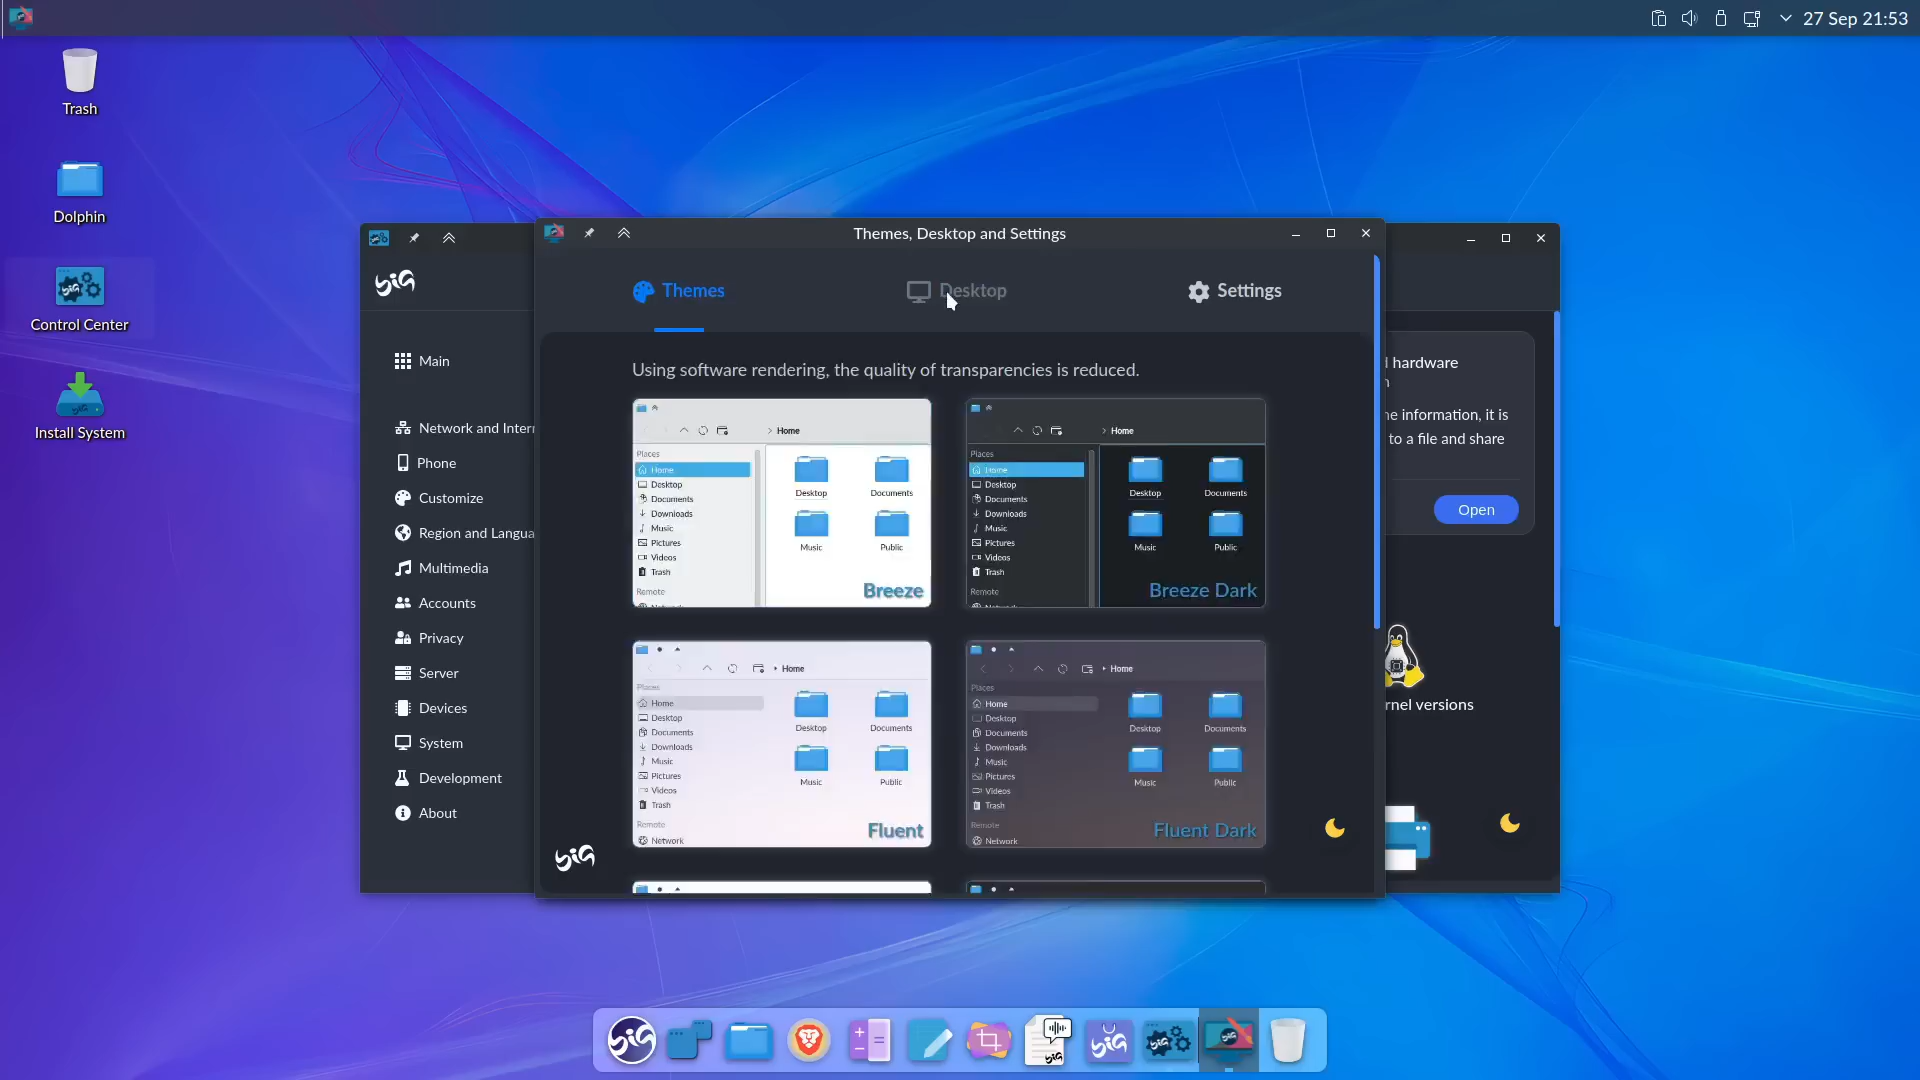 27 Sep 21:53
Trash
Dolphin
Control Center
Install System
Main
Network and Inter
Phone
Customize
Region and Langua
Multimedia
Accounts
Privacy
Server
Devices
System
Development
About
Themes, Desktop and Settings
Themes
Desktop
Settings
Using software rendering, the quality of transparencies is reduced.
Home
Places
Home
Desktop
Documents
Downloads
Music
Pictures
Videos
Trash
Remote
Desktop
Documents
Music
Public
Breeze
Home
Places
Home
Desktop
Documents
Downloads
Music
Pictures
Videos
Trash
Remote
Desktop
Documents
Music
Public
Breeze Dark
Home
Places
Home
Desktop
Documents
Downloads
Music
Pictures
Videos
Trash
Remote
Network
Desktop
Documents
Music
Public
Fluent
Home
Places
Home
Desktop
Documents
Downloads
Music
Pictures
Videos
Trash
Remote
Network
Desktop
Documents
Music
Public
Fluent Dark
hardware
n
e information, it is
to a file and share
Open
rnel versions
big
big